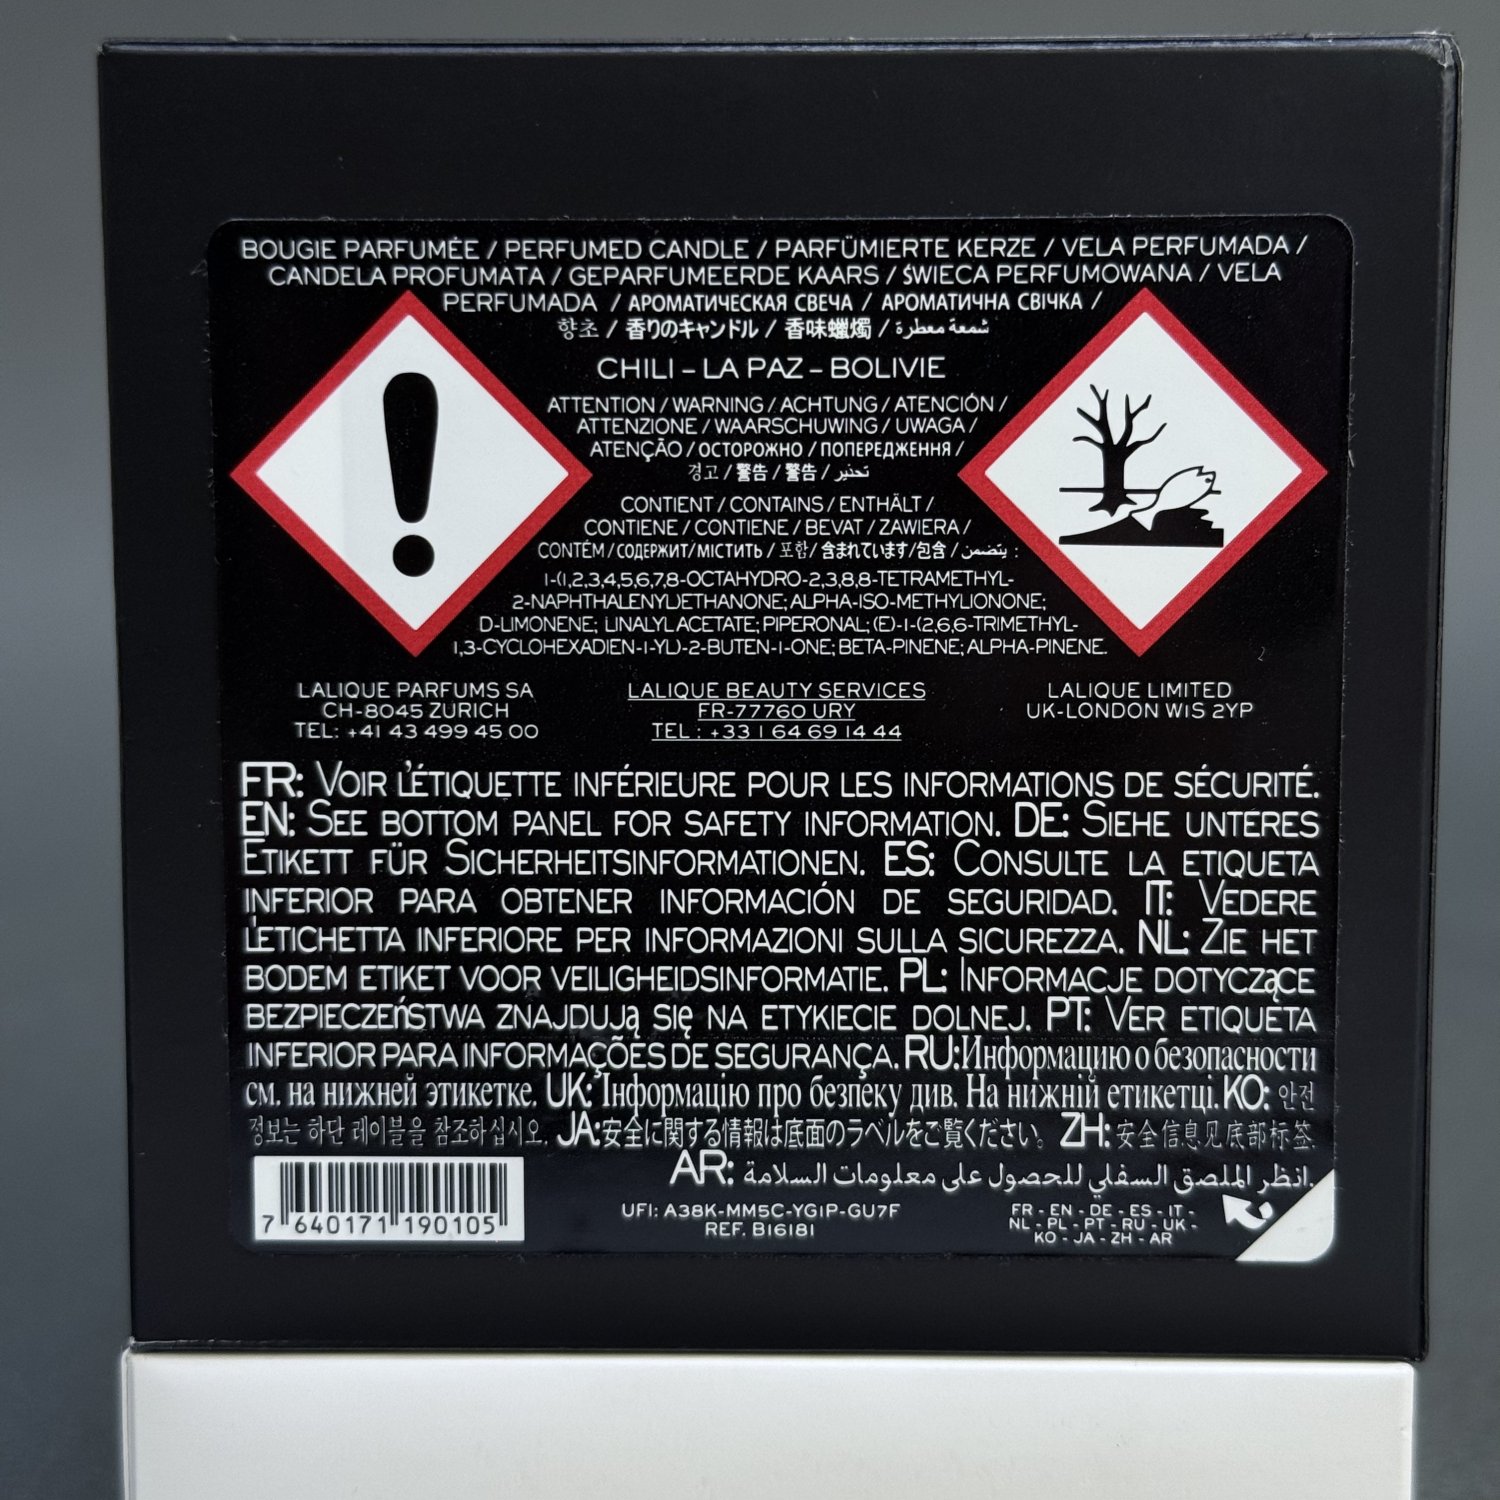 BOUGIE PARFUMÉE / PERFUMED CANDLE / PARFÜMIERTE KERZE / VELA PERFUMADA /
CANDELA PROFUMATA / GEPARFUMEERDE KAARS / ŚWIECA PERFUMOWANA / VELA
PERFUMADA / АРОМАТИЧЕСКАЯ СВЕЧА / АРОМАТИЧНА СВІЧКА /
향초 / 香りのキャンドル / 香味蠟燭 / شمعة معطرة
CHILI – LA PAZ – BOLIVIE
ATTENTION / WARNING / ACHTUNG / ATENCIÓN /
ATTENZIONE / WAARSCHUWING / UWAGA /
ATENÇÃO / ОСТОРОЖНО / ПОПЕРЕДЖЕННЯ /
경고 / 警告 / 警告 / تحذير
CONTIENT / CONTAINS / ENTHÄLT /
CONTIENE / CONTIENE / BEVAT / ZAWIERA /
CONTÉM / СОДЕРЖИТ/МІСТИТЬ / 포함 / 含まれています/包含 / يتضمن :
1-(1,2,3,4,5,6,7,8-OCTAHYDRO-2,3,8,8-TETRAMETHYL-
2-NAPHTHALENYL)ETHANONE; ALPHA-ISO-METHYLIONONE;
D-LIMONENE; LINALYL ACETATE; PIPERONAL; (E)-1-(2,6,6-TRIMETHYL-
1,3-CYCLOHEXADIEN-1-YL)-2-BUTEN-1-ONE; BETA-PINENE; ALPHA-PINENE.
LALIQUE PARFUMS SA
CH-8045 ZURICH
TEL: +41 43 499 45 00
LALIQUE BEAUTY SERVICES
FR-77760 URY
TEL : +33 1 64 69 14 44
LALIQUE LIMITED
UK-LONDON W1S 2YP
FR: VOIR L'ÉTIQUETTE INFÉRIEURE POUR LES INFORMATIONS DE SÉCURITÉ.
EN: SEE BOTTOM PANEL FOR SAFETY INFORMATION. DE: SIEHE UNTERES
ETIKETT FÜR SICHERHEITSINFORMATIONEN. ES: CONSULTE LA ETIQUETA
INFERIOR PARA OBTENER INFORMACIÓN DE SEGURIDAD. IT: VEDERE
L'ETICHETTA INFERIORE PER INFORMAZIONI SULLA SICUREZZA. NL: ZIE HET
BODEM ETIKET VOOR VEILIGHEIDSINFORMATIE. PL: INFORMACJE DOTYCZąCE
BEZPIECZEńSTWA ZNAJDUJą SIę NA ETYKIECIE DOLNEJ. PT: VER ETIQUETA
INFERIOR PARA INFORMAÇÕES DE SEGURANÇA. RU:Информацию о безопасности
см. на нижней этикетке. UK: Інформацію про безпеку див. На нижній етикетці. KO: 안전
정보는 하단 레이블을 참조하십시오. JA:安全に関する情報は底面のラベルをご覧ください。 ZH: 安全信息见底部标签
AR: انظر الملصق السفلي للحصول على معلومات السلامة.
7 640171 190105
UFI: A38K-MM5C-YG1P-GU7F
REF. B16181
FR - EN - DE - ES - IT -
NL - PL - PT - RU - UK -
KO - JA - ZH - AR